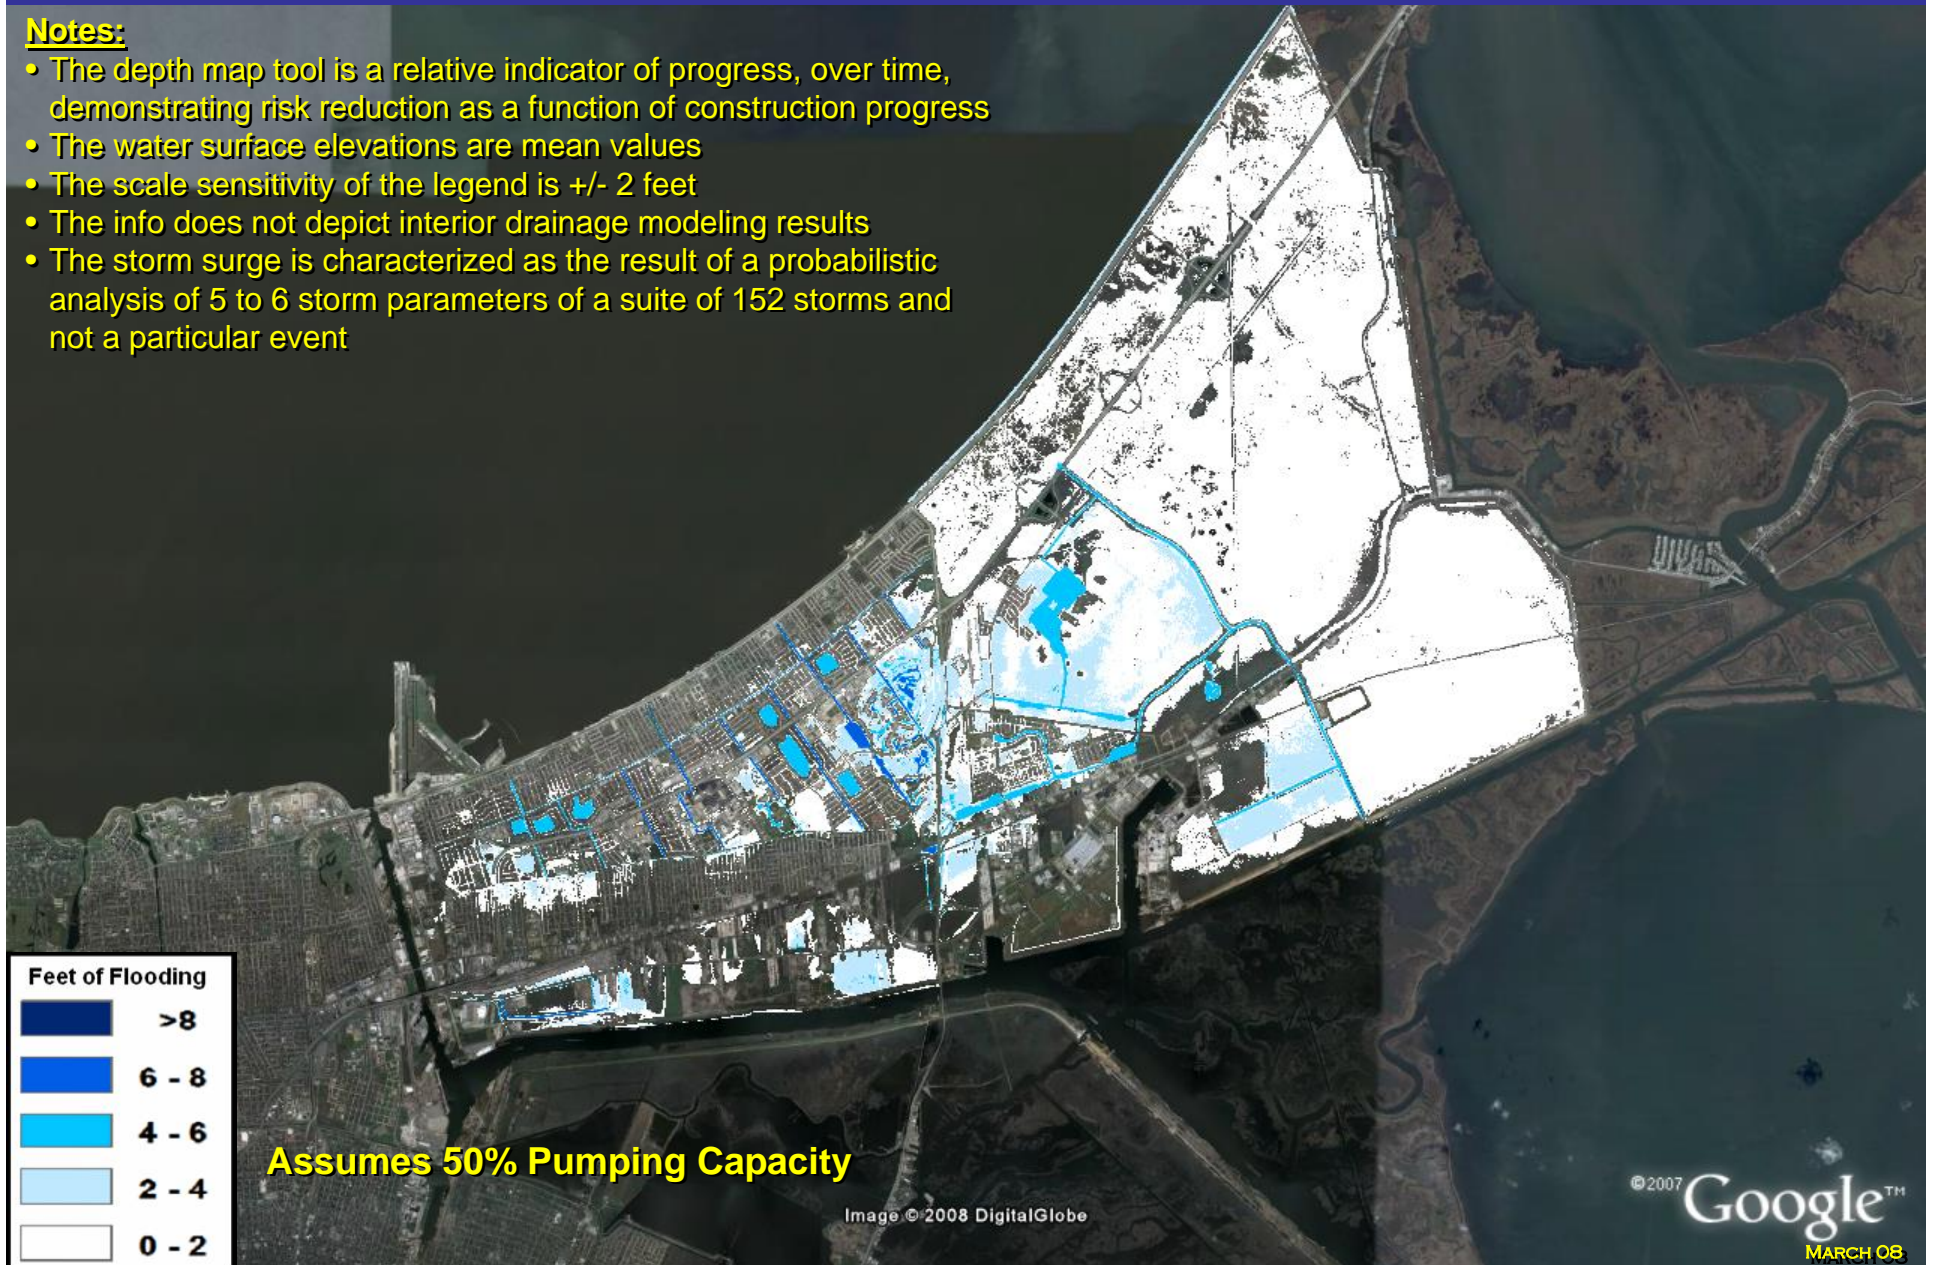 Notes:
• The depth map tool is a relative indicator of progress, over time,
demonstrating risk reduction as a function of construction progress
• The water surface elevations are mean values
• The scale sensitivity of the legend is +/- 2 feet
• The info does not depict interior drainage modeling results
• The storm surge is characterized as the result of a probabilistic
analysis of 5 to 6 storm parameters of a suite of 152 storms and
not a particular event
Feet of Flooding
>8
6 - 8
4 - 6
2 - 4
0 - 2
Assumes 50% Pumping Capacity
Image © 2008 DigitalGlobe
©2007 Google™
MARCH 08